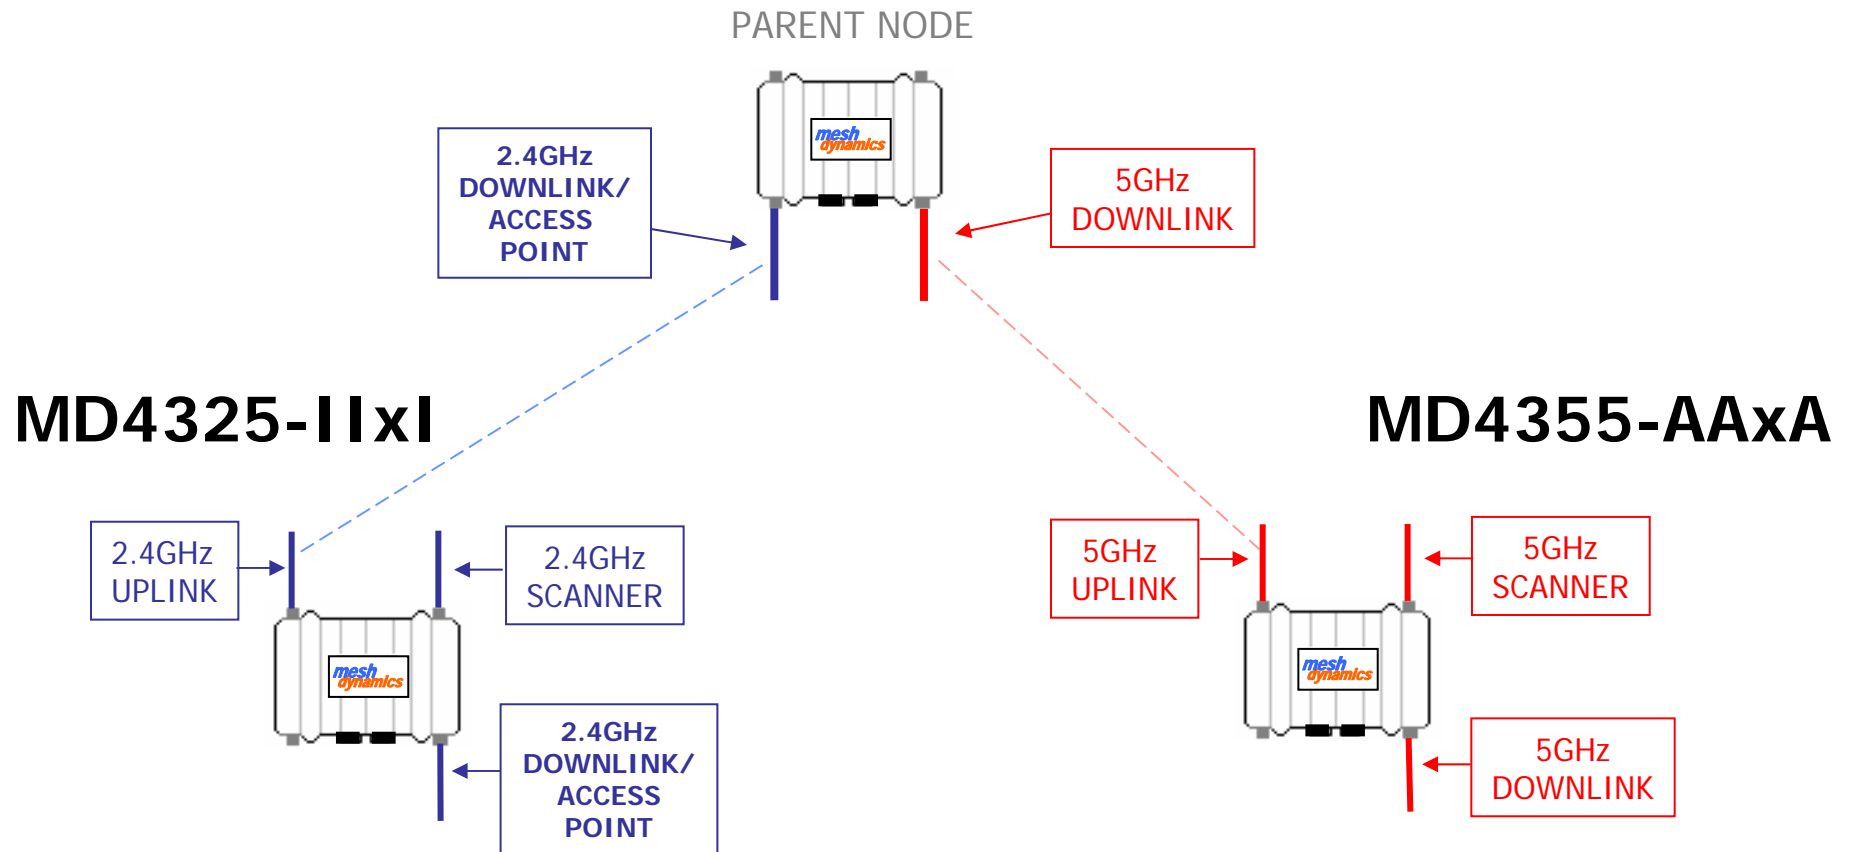 PARENT NODE
mesh
dynamics
2.4GHz
DOWNLINK/
ACCESS
POINT
5GHz
DOWNLINK
MD4325-IIxI
MD4355-AAxA
2.4GHz
UPLINK
2.4GHz
SCANNER
5GHz
UPLINK
5GHz
SCANNER
mesh
dynamics
mesh
dynamics
2.4GHz
DOWNLINK/
ACCESS
POINT
5GHz
DOWNLINK